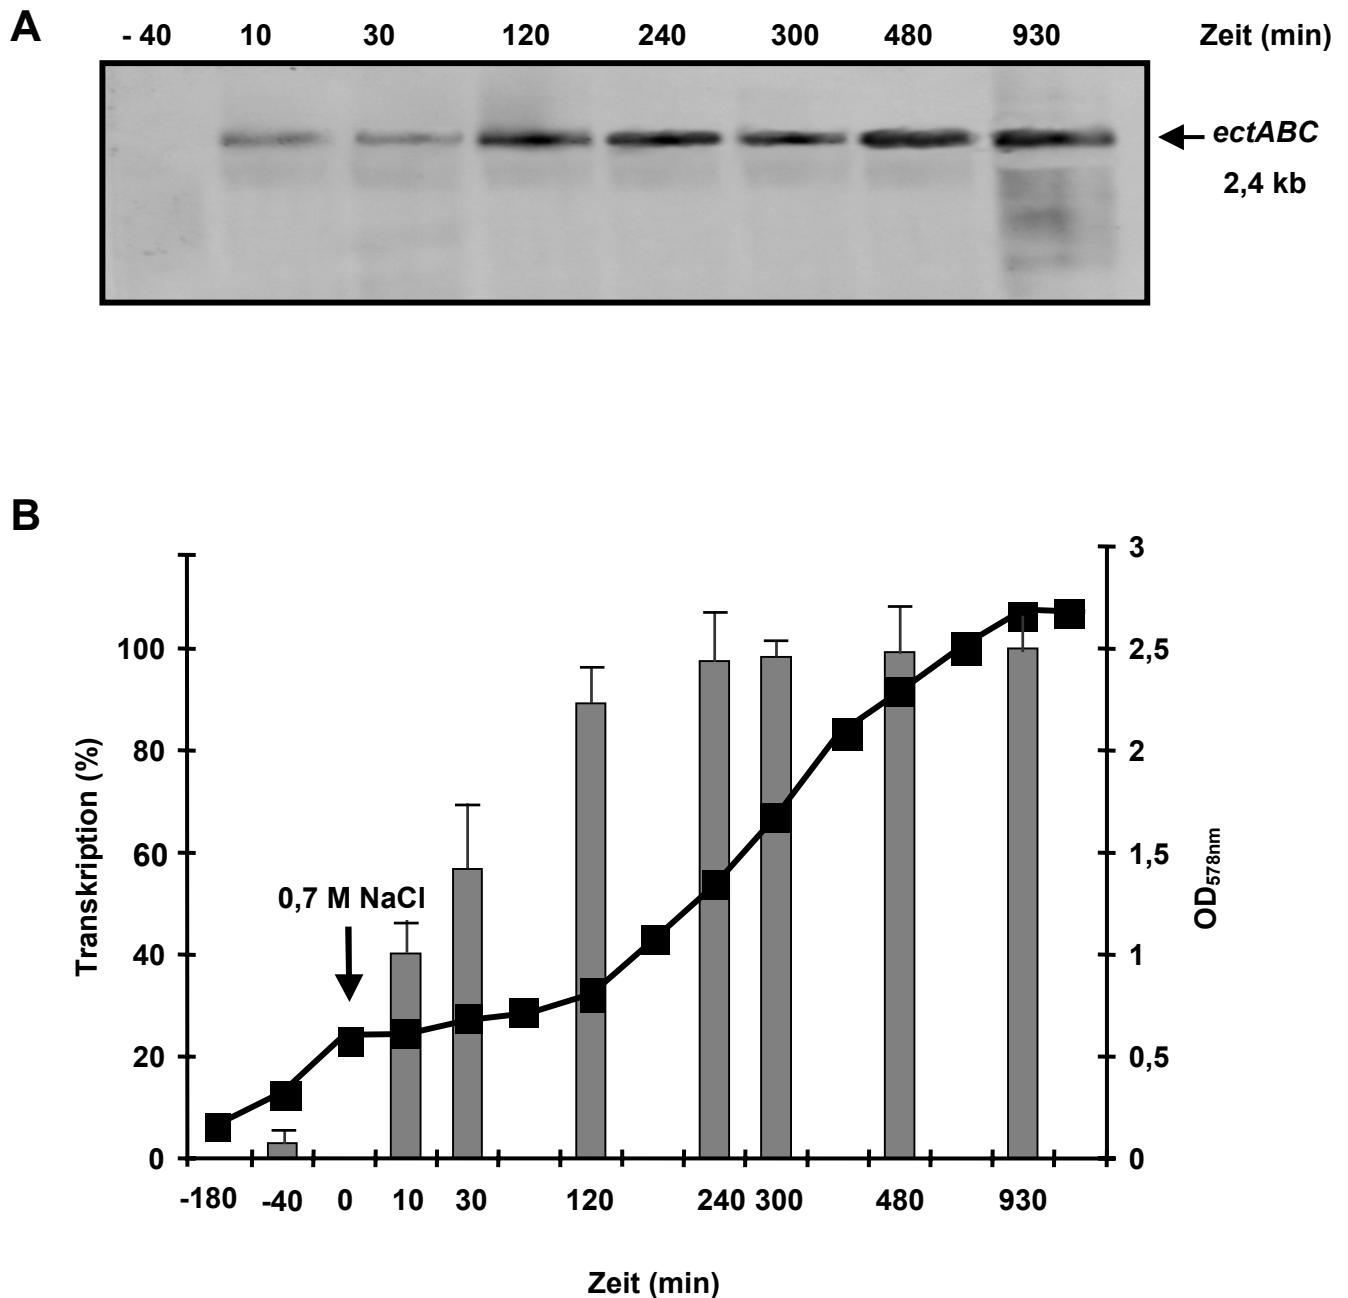 A
- 40 10 30 120 240 300 480 930 Zeit (min)
ectABC
2,4 kb
B
3
100 2,5
80 2
60 1,5
0,7 M NaCl
40 1
20 0,5
0 0
Transkription (%)
OD578nm
-180 -40 0 10 30 120 240 300 480 930
Zeit (min)